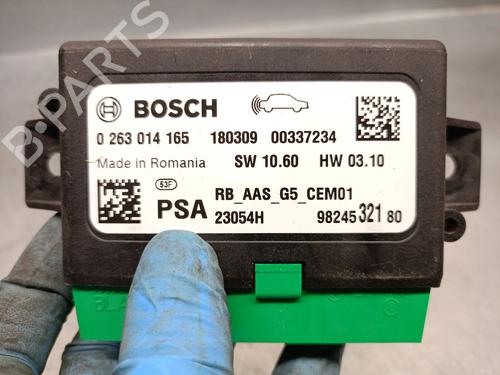 BOSCH
0 263 014 165 180309 00337234
Made in Romania SW 10.60 HW 03.10
53F RB_AAS_G5_CEM01
PSA 23054H 98245 321 80
B-PARTS